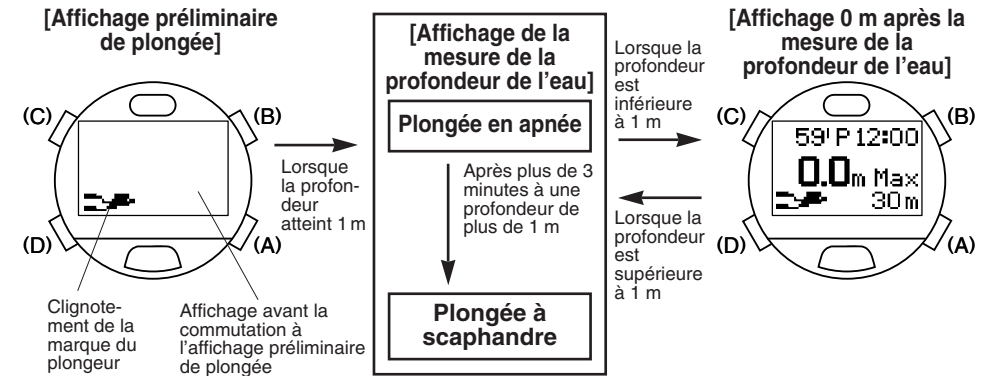 [Affichage préliminaire
de plongée]
(C)
(B)
(D)
(A)
Clignote-
ment de la
marque du
plongeur
Affichage avant la
commutation à
l'affichage préliminaire
de plongée
Lorsque
la profon-
deur
atteint 1 m
[Affichage de la
mesure de la
profondeur de l'eau]
Plongée en apnée
Après plus de 3
minutes à une
profondeur de
plus de 1 m
Plongée à
scaphandre
Lorsque la
profondeur
est
inférieure
à 1 m
Lorsque la
profondeur
est
supérieure
à 1 m
[Affichage 0 m après la
mesure de la
profondeur de l'eau]
(C)
(B)
59' P 12:00
0.0m Max
30m
(D)
(A)